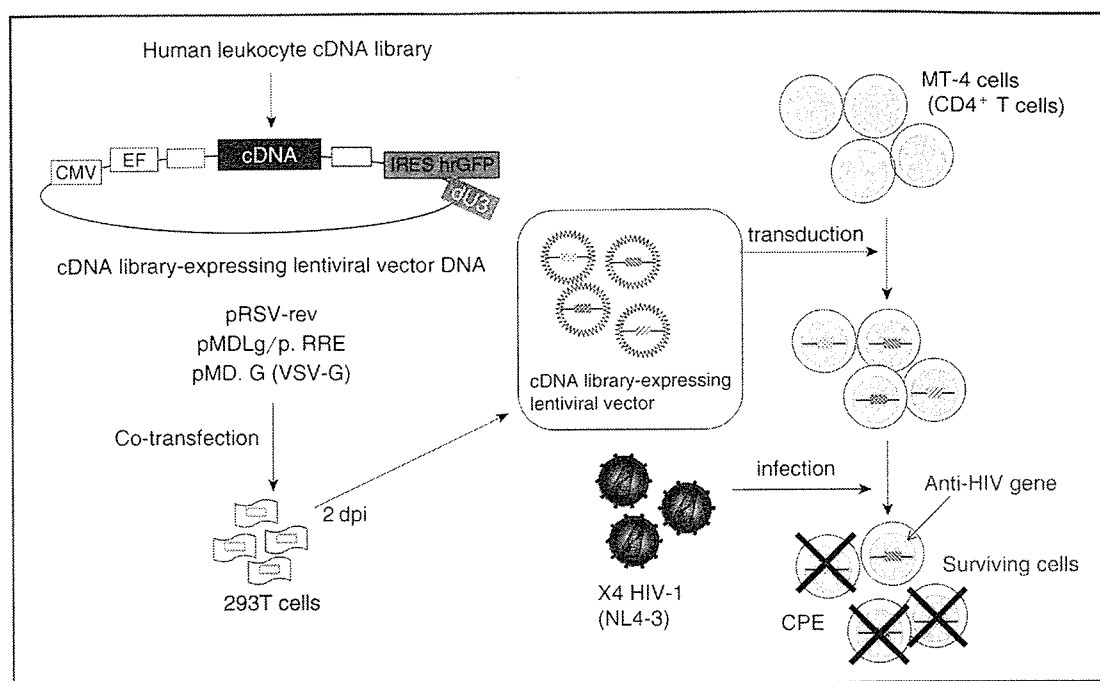 Human leukocyte cDNA library
CMV
EF
cDNA
IRES hrGFP
dU3
cDNA library-expressing lentiviral vector DNA
pRSV-rev
pMDLg/p. RRE
pMD. G (VSV-G)
Co-transfection
293T cells
2 dpi
cDNA library-expressing
lentiviral vector
transduction
MT-4 cells
(CD4⁺ T cells)
infection
X4 HIV-1
(NL4-3)
Anti-HIV gene
Surviving cells
CPE